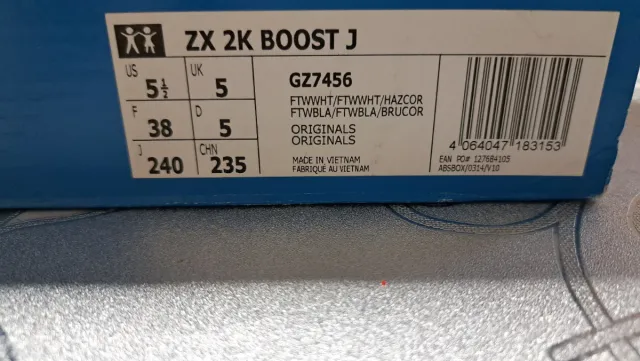 ZX 2K BOOST J
US 5½ UK 5
F 38 D 5
J 240 CHN 235
GZ7456
FTWWHT/FTWWHT/HAZCOR
FTWBLA/FTWBLA/BRUCOR
ORIGINALS
ORIGINALS
MADE IN VIETNAM
FABRIQUÉ AU VIETNAM
4 064047 183153
EAN PO# 127684105
ABSBOX/0314/V10